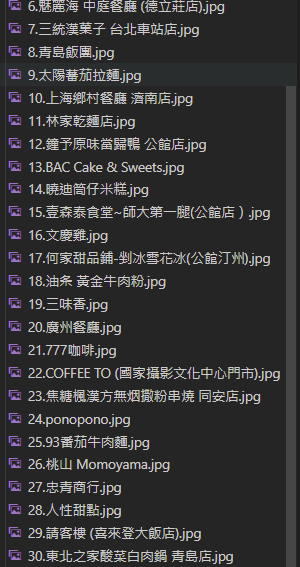 6.魅麗海 中庭餐廳 (德立莊店).jpg
7.三統漢菓子 台北車站店.jpg
8.青島飯團.jpg
9.太陽蕃茄拉麵.jpg
10.上海鄉村餐廳 濟南店.jpg
11.林家乾麵店.jpg
12.鐘予原味當歸鴨 公館店.jpg
13.BAC Cake & Sweets.jpg
14.曉迪筒仔米糕.jpg
15.壹森泰食堂~師大第一腿(公館店 ) .jpg
16.文慶雞.jpg
17.何家甜品鋪-剉冰雪花冰(公館汀州).jpg
18.油条 黃金牛肉粉.jpg
19.三味香.jpg
20.廣州餐廳.jpg
21.777咖啡.jpg
22.COFFEE TO (國家攝影文化中心門市).jpg
23.焦糖楓漢方無烟撒粉串燒 同安店.jpg
24.ponopono.jpg
25.93番茄牛肉麵.jpg
26.桃山 Momoyama.jpg
27.忠青商行.jpg
28.人性甜點.jpg
29.請客樓 (喜來登大飯店).jpg
30.東北之家酸菜白肉鍋 青島店.jpg